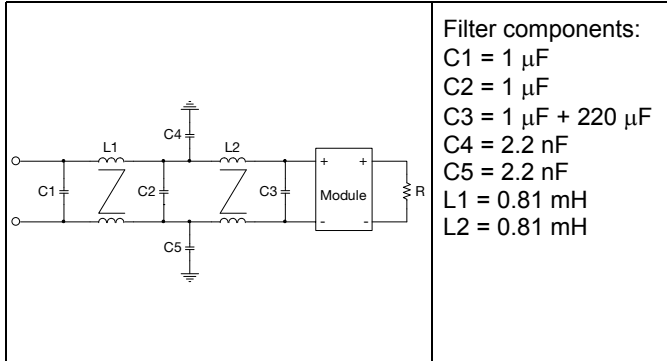 C4
L1
L2
C1
C2
C3
C5
+ +
Module
- -
R
Filter components:
C1 = 1 μF
C2 = 1 μF
C3 = 1 μF + 220 μF
C4 = 2.2 nF
C5 = 2.2 nF
L1 = 0.81 mH
L2 = 0.81 mH